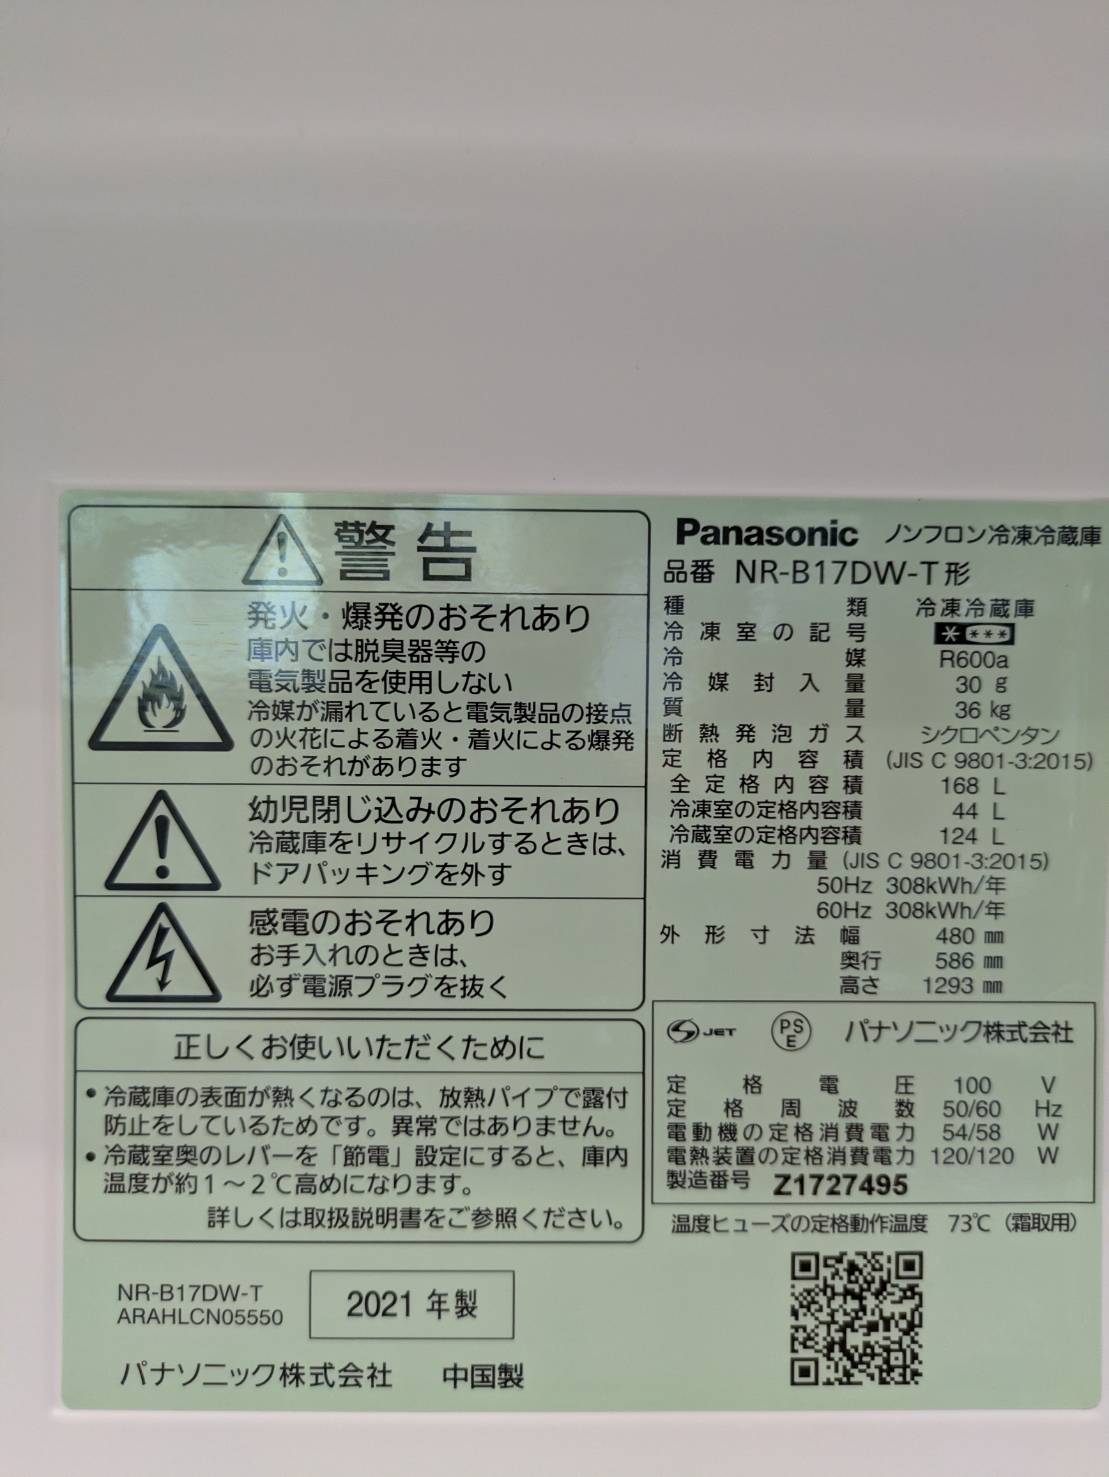 警告
発火・爆発のおそれあり
庫内では脱臭器等の
電気製品を使用しない
冷媒が漏れていると電気製品の接点
の火花による着火・着火による爆発
のおそれがあります
幼児閉じ込みのおそれあり
冷蔵庫をリサイクルするときは、
ドアパッキングを外す
感電のおそれあり
お手入れのときは、
必ず電源プラグを抜く
正しくお使いいただくために
・冷蔵庫の表面が熱くなるのは、放熱パイプで露付
防止をしているためです。異常ではありません。
・冷蔵室奥のレバーを「節電」設定にすると、庫内
温度が約1～2℃高めになります。
詳しくは取扱説明書をご参照ください。
NR-B17DW-T
ARAHLCN05550
2021 年製
パナソニック株式会社 中国製
Panasonic ノンフロン冷凍冷蔵庫
品番 NR-B17DW-T形
種類 冷凍冷蔵庫
冷凍室の記号
冷媒 R600a
冷媒封入量 30 g
質量 36 kg
断熱発泡ガス シクロペンタン
定格内容積 (JIS C 9801-3:2015)
全定格内容積 168 L
冷凍室の定格内容積 44 L
冷蔵室の定格内容積 124 L
消費電力量 (JIS C 9801-3:2015)
50Hz 308kWh/年
60Hz 308kWh/年
外形寸法 幅 480 mm
奥行 586 mm
高さ 1293 mm
JET PSE パナソニック株式会社
定格電圧 100 V
定格周波数 50/60 Hz
電動機の定格消費電力 54/58 W
電熱装置の定格消費電力 120/120 W
製造番号 Z1727495
温度ヒューズの定格動作温度 73℃（霜取用）